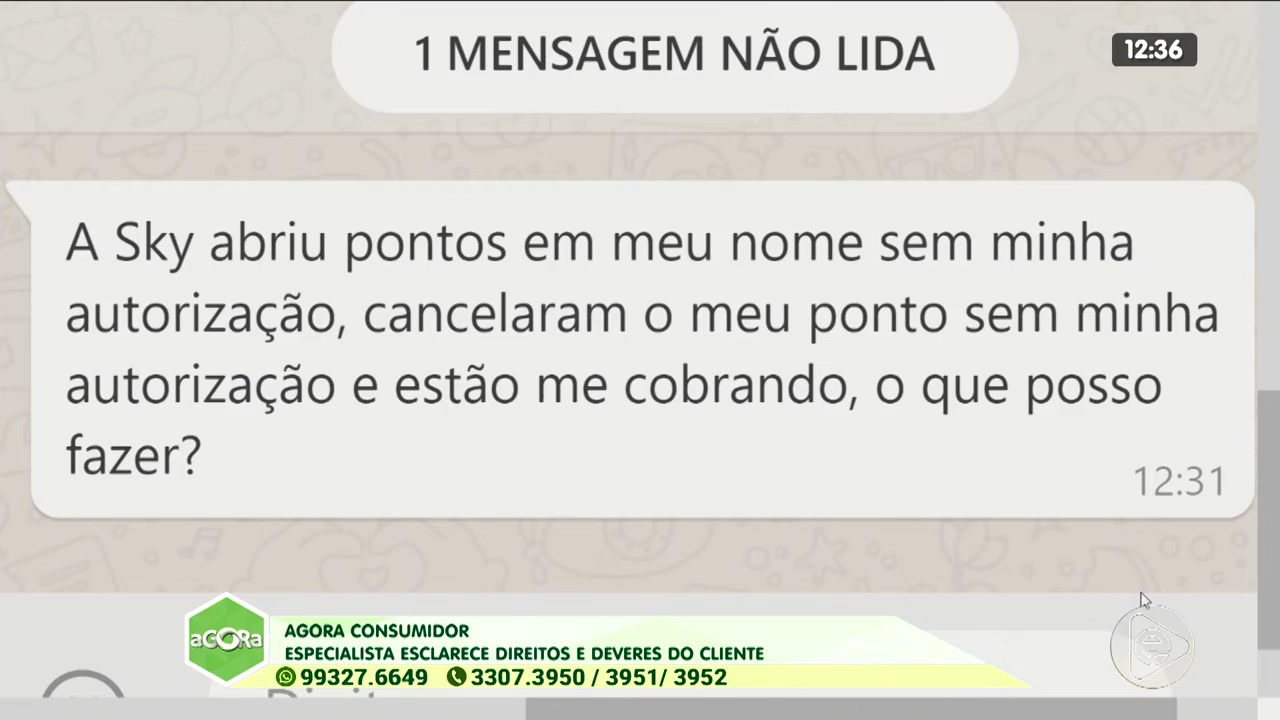 1 MENSAGEM NÃO LIDA
12:36
A Sky abriu pontos em meu nome sem minha
autorização, cancelaram o meu ponto sem minha
autorização e estão me cobrando, o que posso
fazer?
12:31
aGORa
AGORA CONSUMIDOR
ESPECIALISTA ESCLARECE DIREITOS E DEVERES DO CLIENTE
99327.6649 3307.3950 / 3951/ 3952